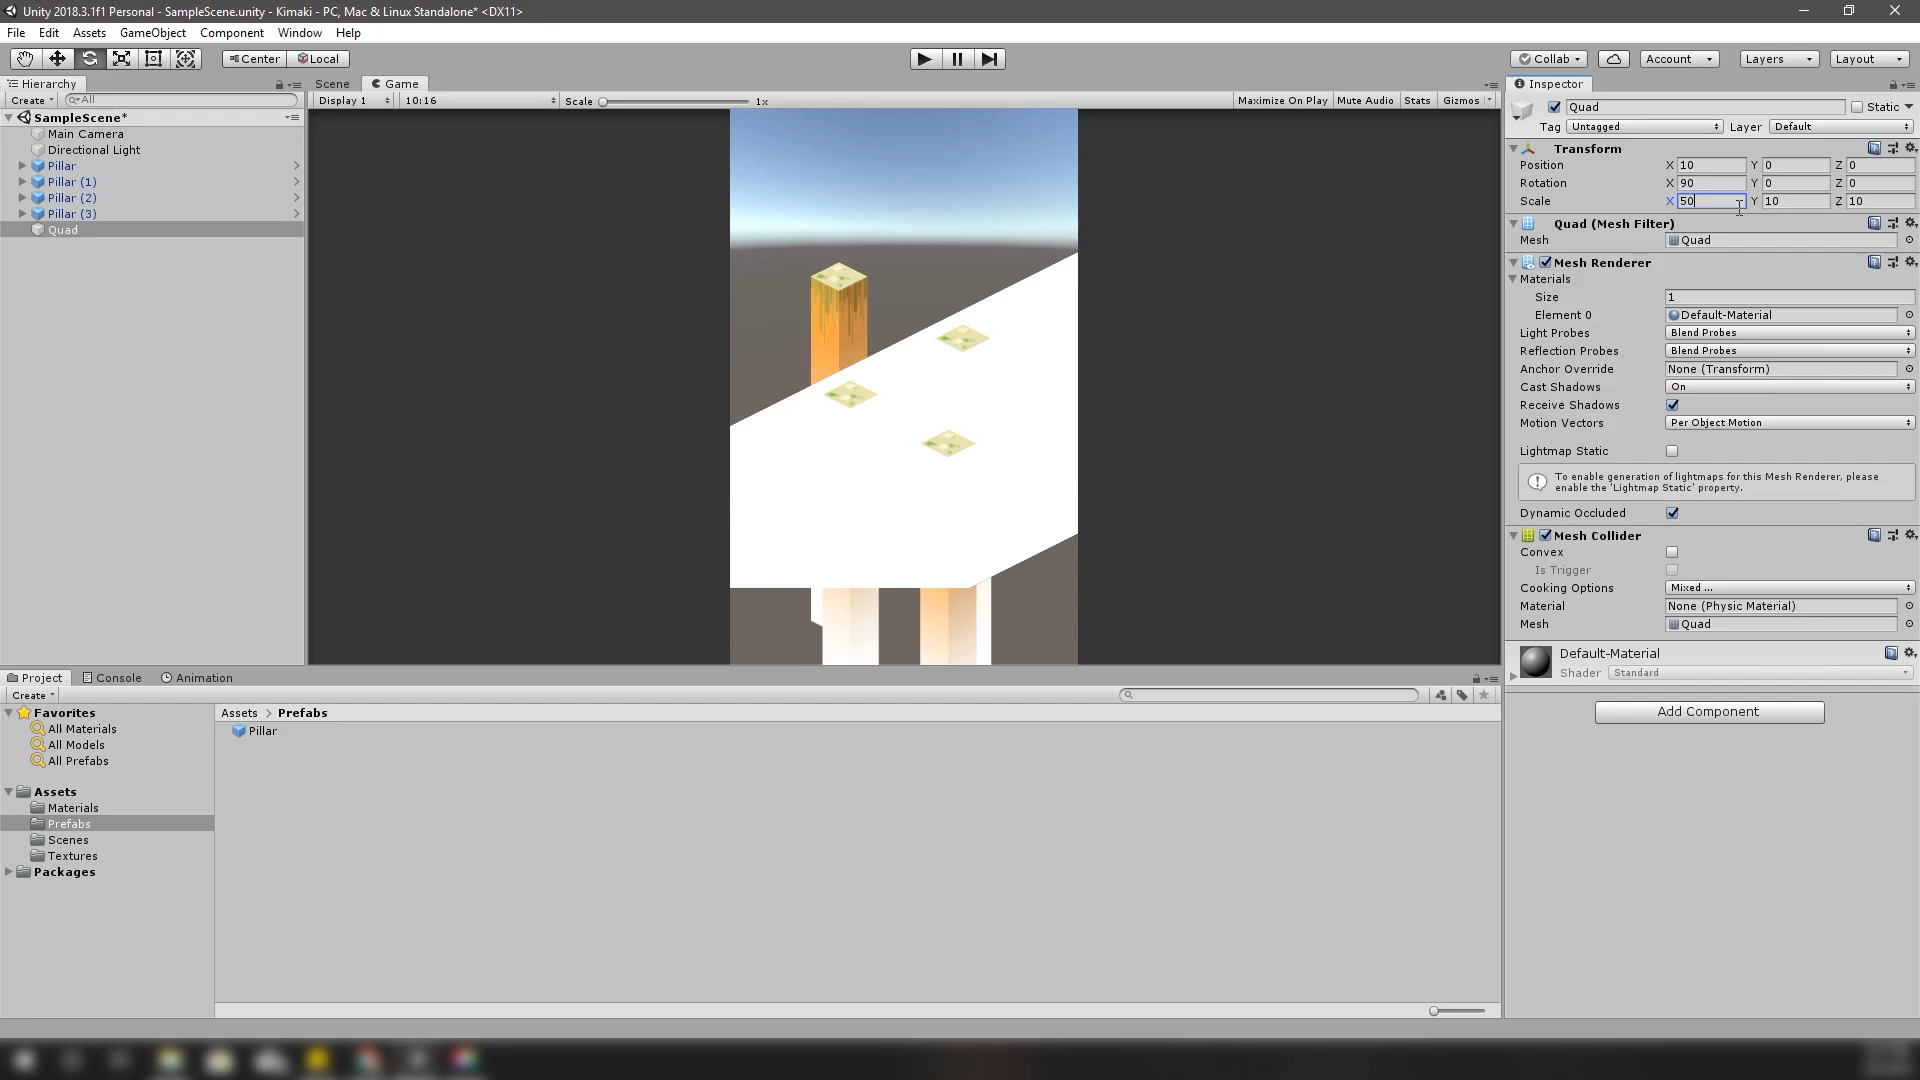 Unity 2018.3.1f1 Personal - SampleScene.unity - Kimaki - PC, Mac & Linux Standalone* <DX11>
File Edit Assets GameObject Component Window Help
Center Local Collab Account Layers Layout
Hierarchy
Create All
SampleScene*
Main Camera
Directional Light
Pillar
Pillar (1)
Pillar (2)
Pillar (3)
Quad
Scene Game
Display 1 10:16 Scale 1x Maximize On Play Mute Audio Stats Gizmos
Inspector
Quad Static
Tag Untagged Layer Default
Transform
Position X 10 Y 0 Z 0
Rotation X 90 Y 0 Z 0
Scale X 50 Y 10 Z 10
Quad (Mesh Filter)
Mesh Quad
Mesh Renderer
Materials
Size 1
Element 0 Default-Material
Light Probes Blend Probes
Reflection Probes Blend Probes
Anchor Override None (Transform)
Cast Shadows On
Receive Shadows
Motion Vectors Per Object Motion
Lightmap Static
To enable generation of lightmaps for this Mesh Renderer, please
enable the 'Lightmap Static' property.
Dynamic Occluded
Mesh Collider
Convex
Is Trigger
Cooking Options Mixed ...
Material None (Physic Material)
Mesh Quad
Default-Material
Shader Standard
Add Component
Project Console Animation
Create
Favorites
All Materials
All Models
All Prefabs
Assets
Materials
Prefabs
Scenes
Textures
Packages
Assets > Prefabs
Pillar